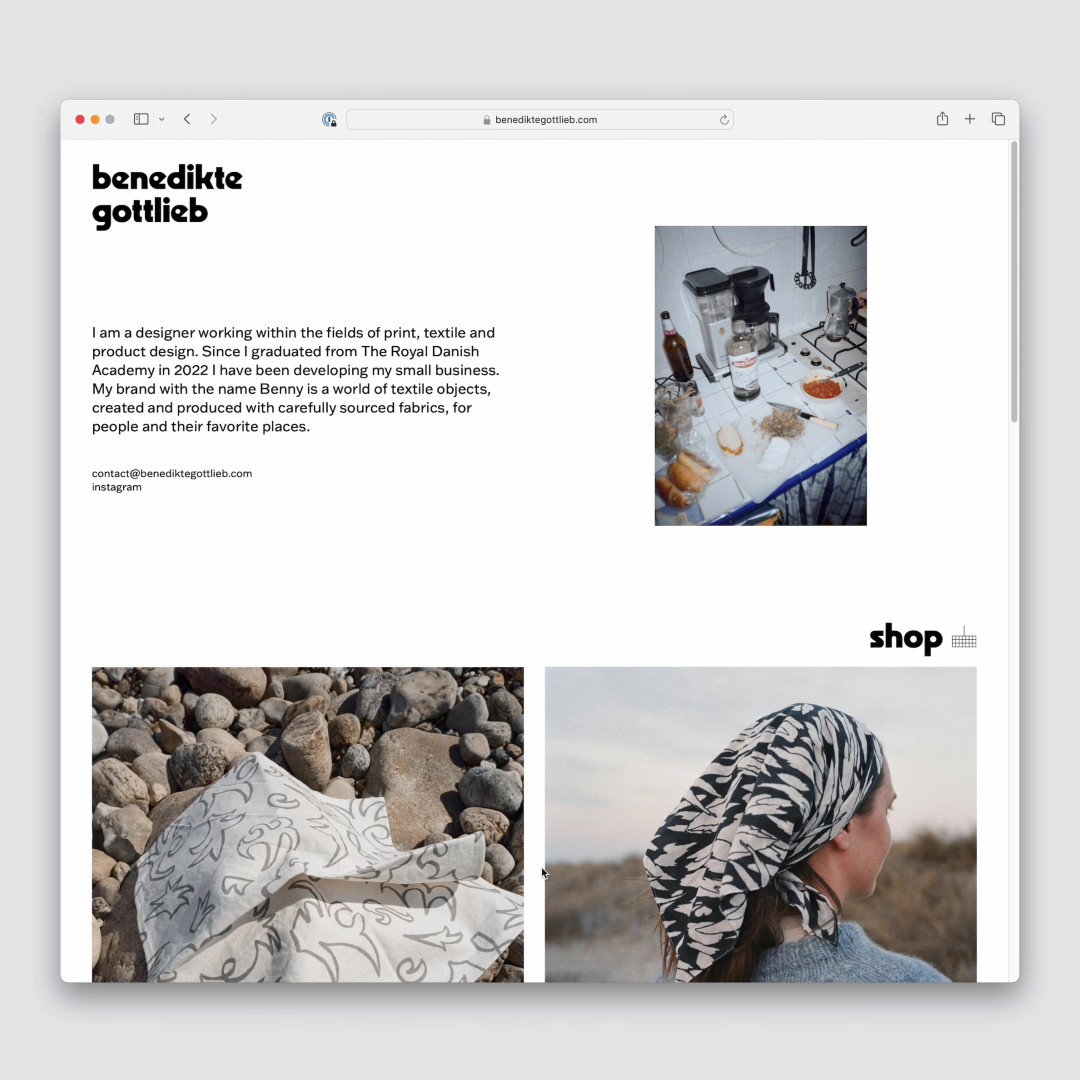 benediktegottlieb.com
benedikte
gottlieb
I am a designer working within the fields of print, textile and
product design. Since I graduated from The Royal Danish
Academy in 2022 I have been developing my small business.
My brand with the name Benny is a world of textile objects,
created and produced with carefully sourced fabrics, for
people and their favorite places.
contact@benediktegottlieb.com
instagram
shop